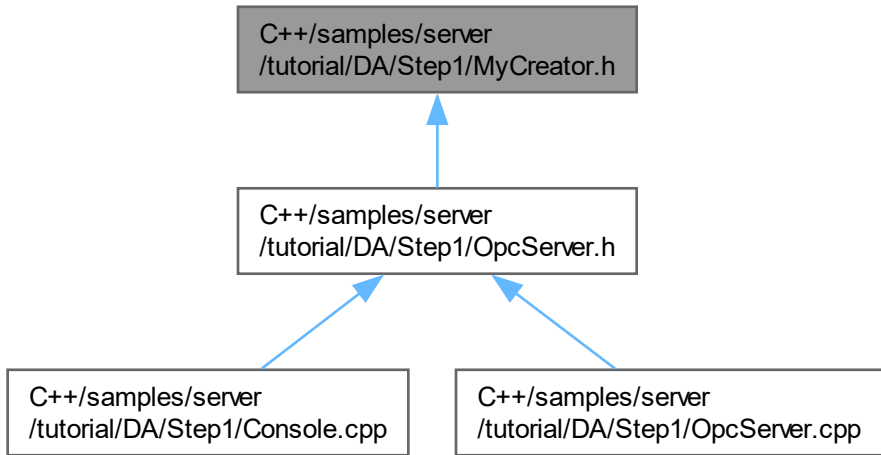 C++/samples/server
/tutorial/DA/Step1/MyCreator.h
C++/samples/server
/tutorial/DA/Step1/OpcServer.h
C++/samples/server
/tutorial/DA/Step1/Console.cpp
C++/samples/server
/tutorial/DA/Step1/OpcServer.cpp